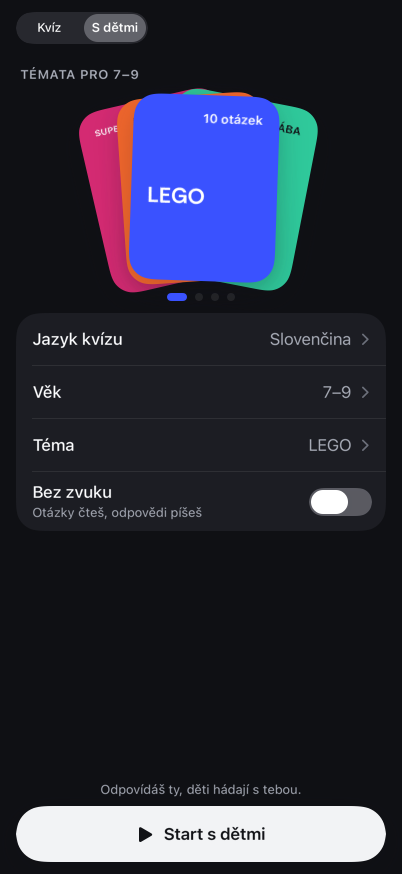 Kvíz
S dětmi
TÉMATA PRO 7–9
10 otázek
LEGO
Jazyk kvízu
Slovenčina
Věk
7–9
Téma
LEGO
Bez zvuku
Otázky čteš, odpovědi píšeš
Odpovídáš ty, děti hádají s tebou.
Start s dětmi